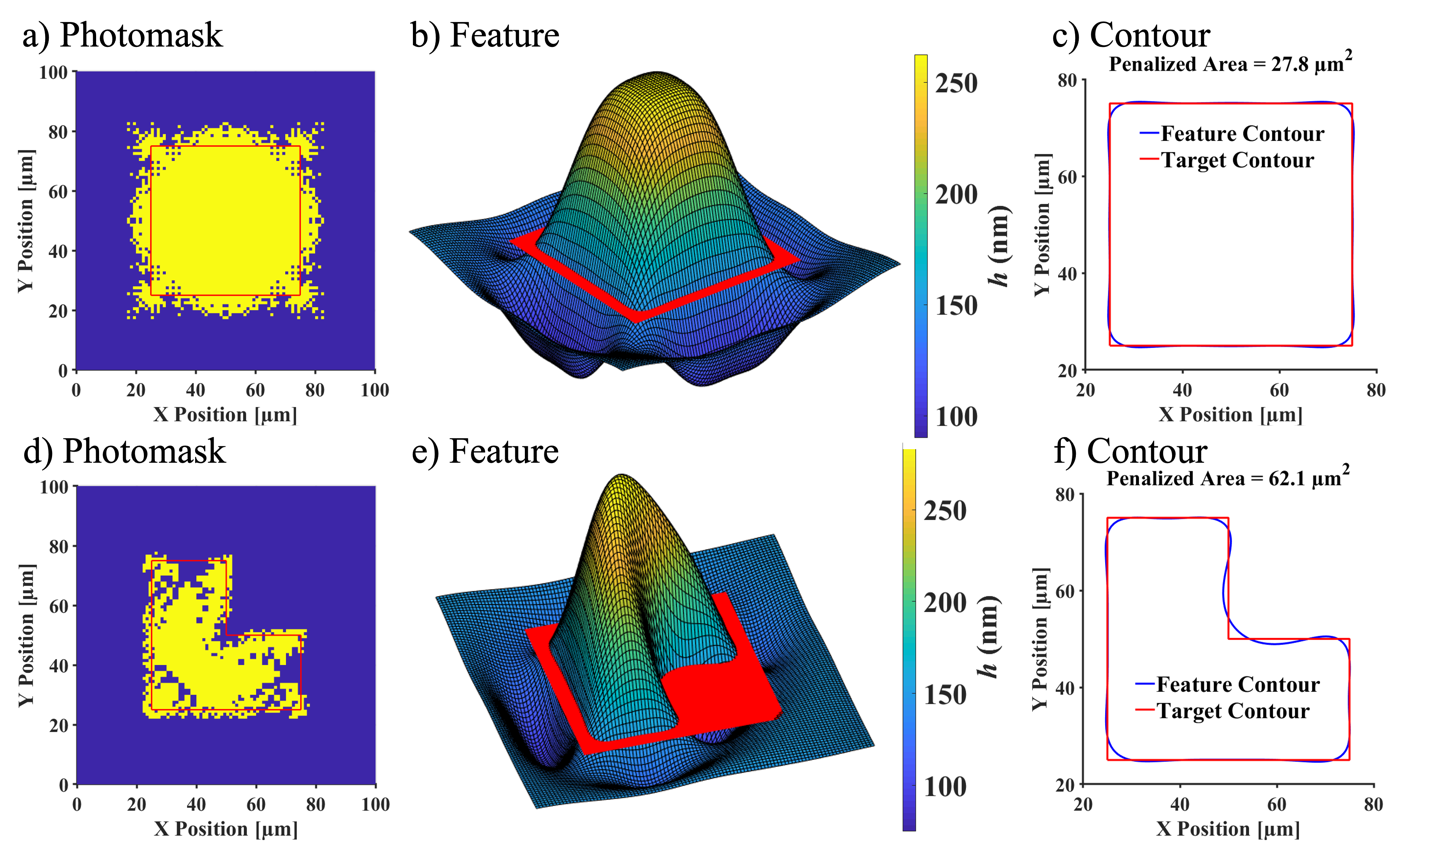 a) Photomask
100
80
60
40
20
0
Y Position [µm]
0 20 40 60 80 100
X Position [µm]
b) Feature
250
200
150
100
h (nm)
c) Contour
Penalized Area = 27.8 µm2
80
60
40
20
Y Position [µm]
Feature Contour
Target Contour
20 40 60 80
X Position [µm]
d) Photomask
100
80
60
40
20
0
Y Position [µm]
0 20 40 60 80 100
X Position [µm]
e) Feature
250
200
150
100
h (nm)
f) Contour
Penalized Area = 62.1 µm2
80
60
40
20
Y Position [µm]
Feature Contour
Target Contour
20 40 60 80
X Position [µm]